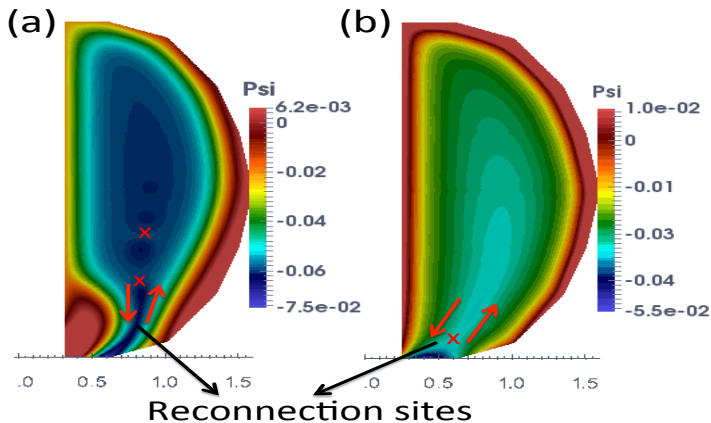 (a)
Psi
6.2e-03
0
-0.02
-0.04
-0.06
-7.5e-02
.0 0.5 1.0 1.5
(b)
Psi
1.0e-02
0
-0.01
-0.03
-0.04
-5.5e-02
.0 0.5 1.0 1.5
Reconnection sites